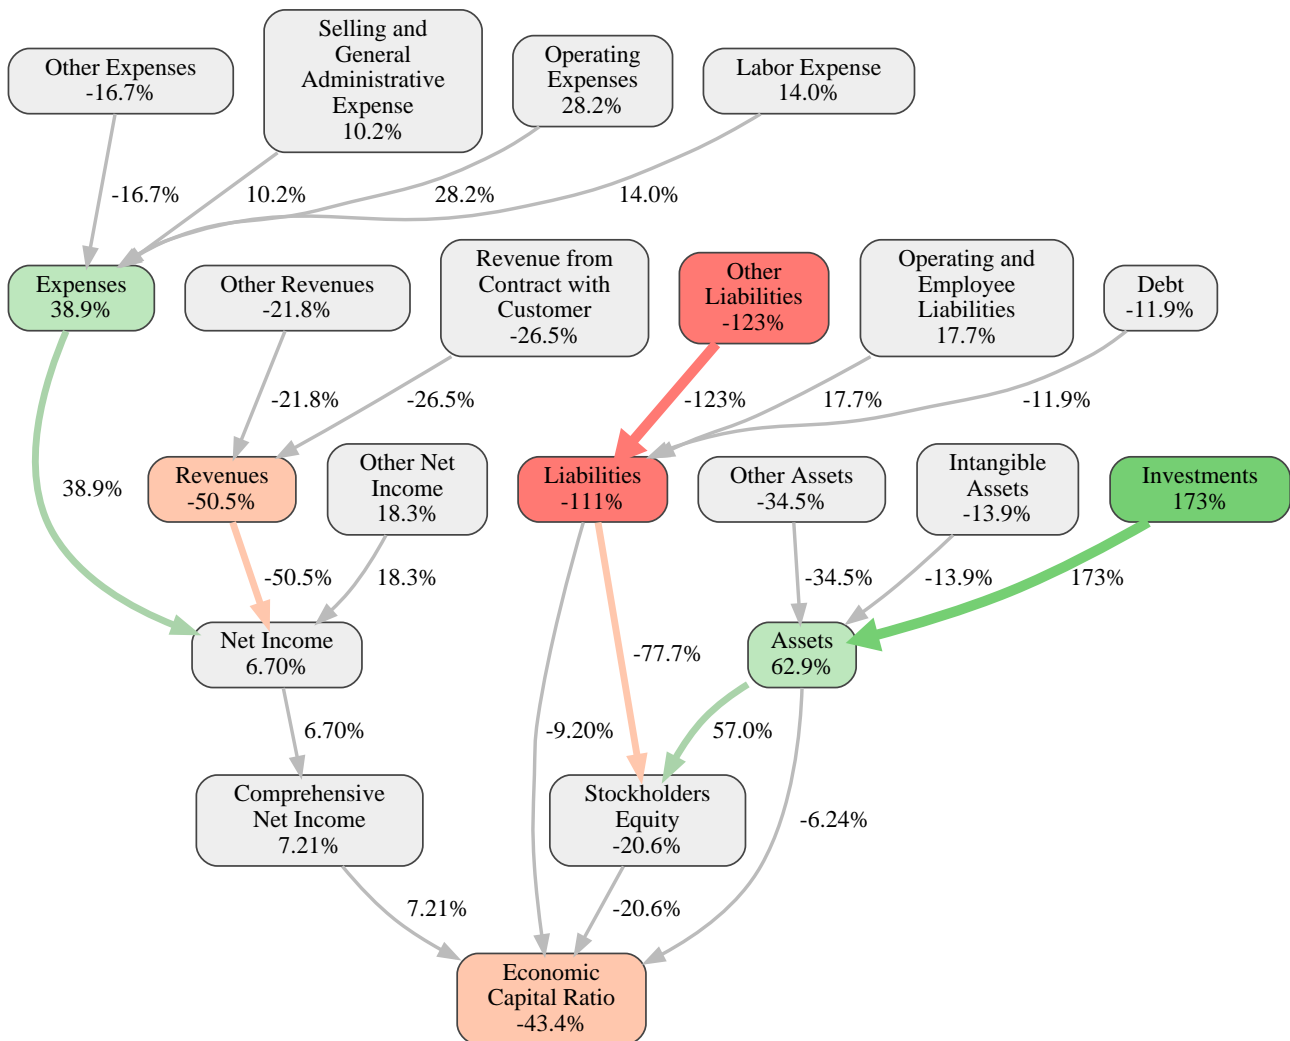 Other Expenses
-16.7%
Selling and
General
Administrative
Expense
10.2%
Operating
Expenses
28.2%
Labor Expense
14.0%
-16.7%
10.2%
28.2%
14.0%
Expenses
38.9%
Other Revenues
-21.8%
Revenue from
Contract with
Customer
-26.5%
Other
Liabilities
-123%
Operating and
Employee
Liabilities
17.7%
Debt
-11.9%
-21.8%
-26.5%
-123%
17.7%
-11.9%
38.9%
Revenues
-50.5%
Other Net
Income
18.3%
Liabilities
-111%
Other Assets
-34.5%
Intangible
Assets
-13.9%
Investments
173%
-50.5%
18.3%
-34.5%
-13.9%
173%
Net Income
6.70%
-77.7%
Assets
62.9%
6.70%
-9.20%
57.0%
Comprehensive
Net Income
7.21%
Stockholders
Equity
-20.6%
-6.24%
7.21%
-20.6%
Economic
Capital Ratio
-43.4%